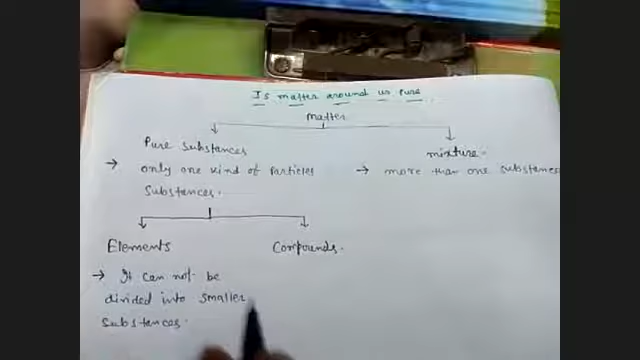 Is matter around us Pure
matter
Pure substances
mixture.
→ only one kind of Particles
→ more than one substances
substances.
Elements
Compounds.
→ It can not be
divided into smaller
substances.